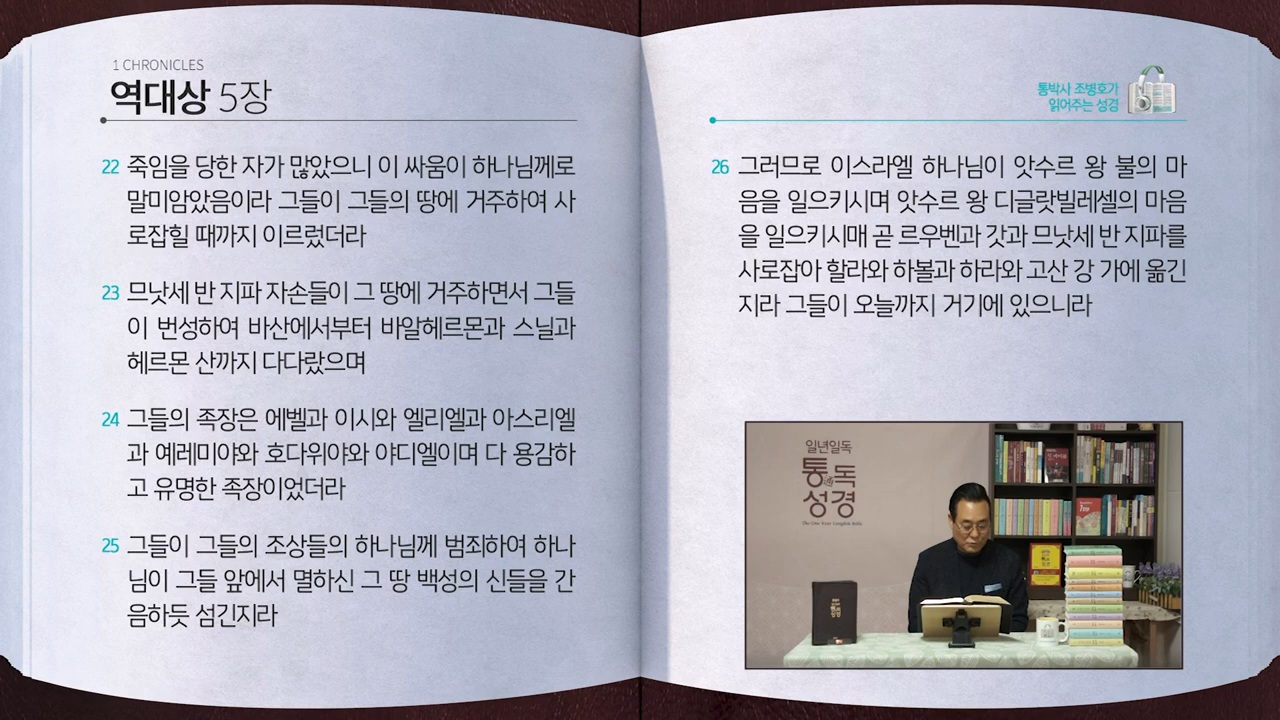 1 CHRONICLES
역대상 5장
22 죽임을 당한 자가 많았으니 이 싸움이 하나님께로
말미암았음이라 그들이 그들의 땅에 거주하여 사
로잡힐 때까지 이르렀더라
23 므낫세 반 지파 자손들이 그 땅에 거주하면서 그들
이 번성하여 바산에서부터 바알헤르몬과 스닐과
헤르몬 산까지 다다랐으며
24 그들의 족장은 에벨과 이시와 엘리엘과 아스리엘
과 예레미야와 호다위야와 야디엘이며 다 용감하
고 유명한 족장이었더라
25 그들이 그들의 조상들의 하나님께 범죄하여 하나
님이 그들 앞에서 멸하신 그 땅 백성의 신들을 간
음하듯 섬긴지라
통박사 조병호가
읽어주는 성경
26 그러므로 이스라엘 하나님이 앗수르 왕 불의 마
음을 일으키시며 앗수르 왕 디글랏빌레셀의 마음
을 일으키시매 곧 르우벤과 갓과 므낫세 반 지파를
사로잡아 할라와 하볼과 하라와 고산 강 가에 옮긴
지라 그들이 오늘까지 거기에 있으니라
일년일독
통독
성경
The One Year Tongdok Bible